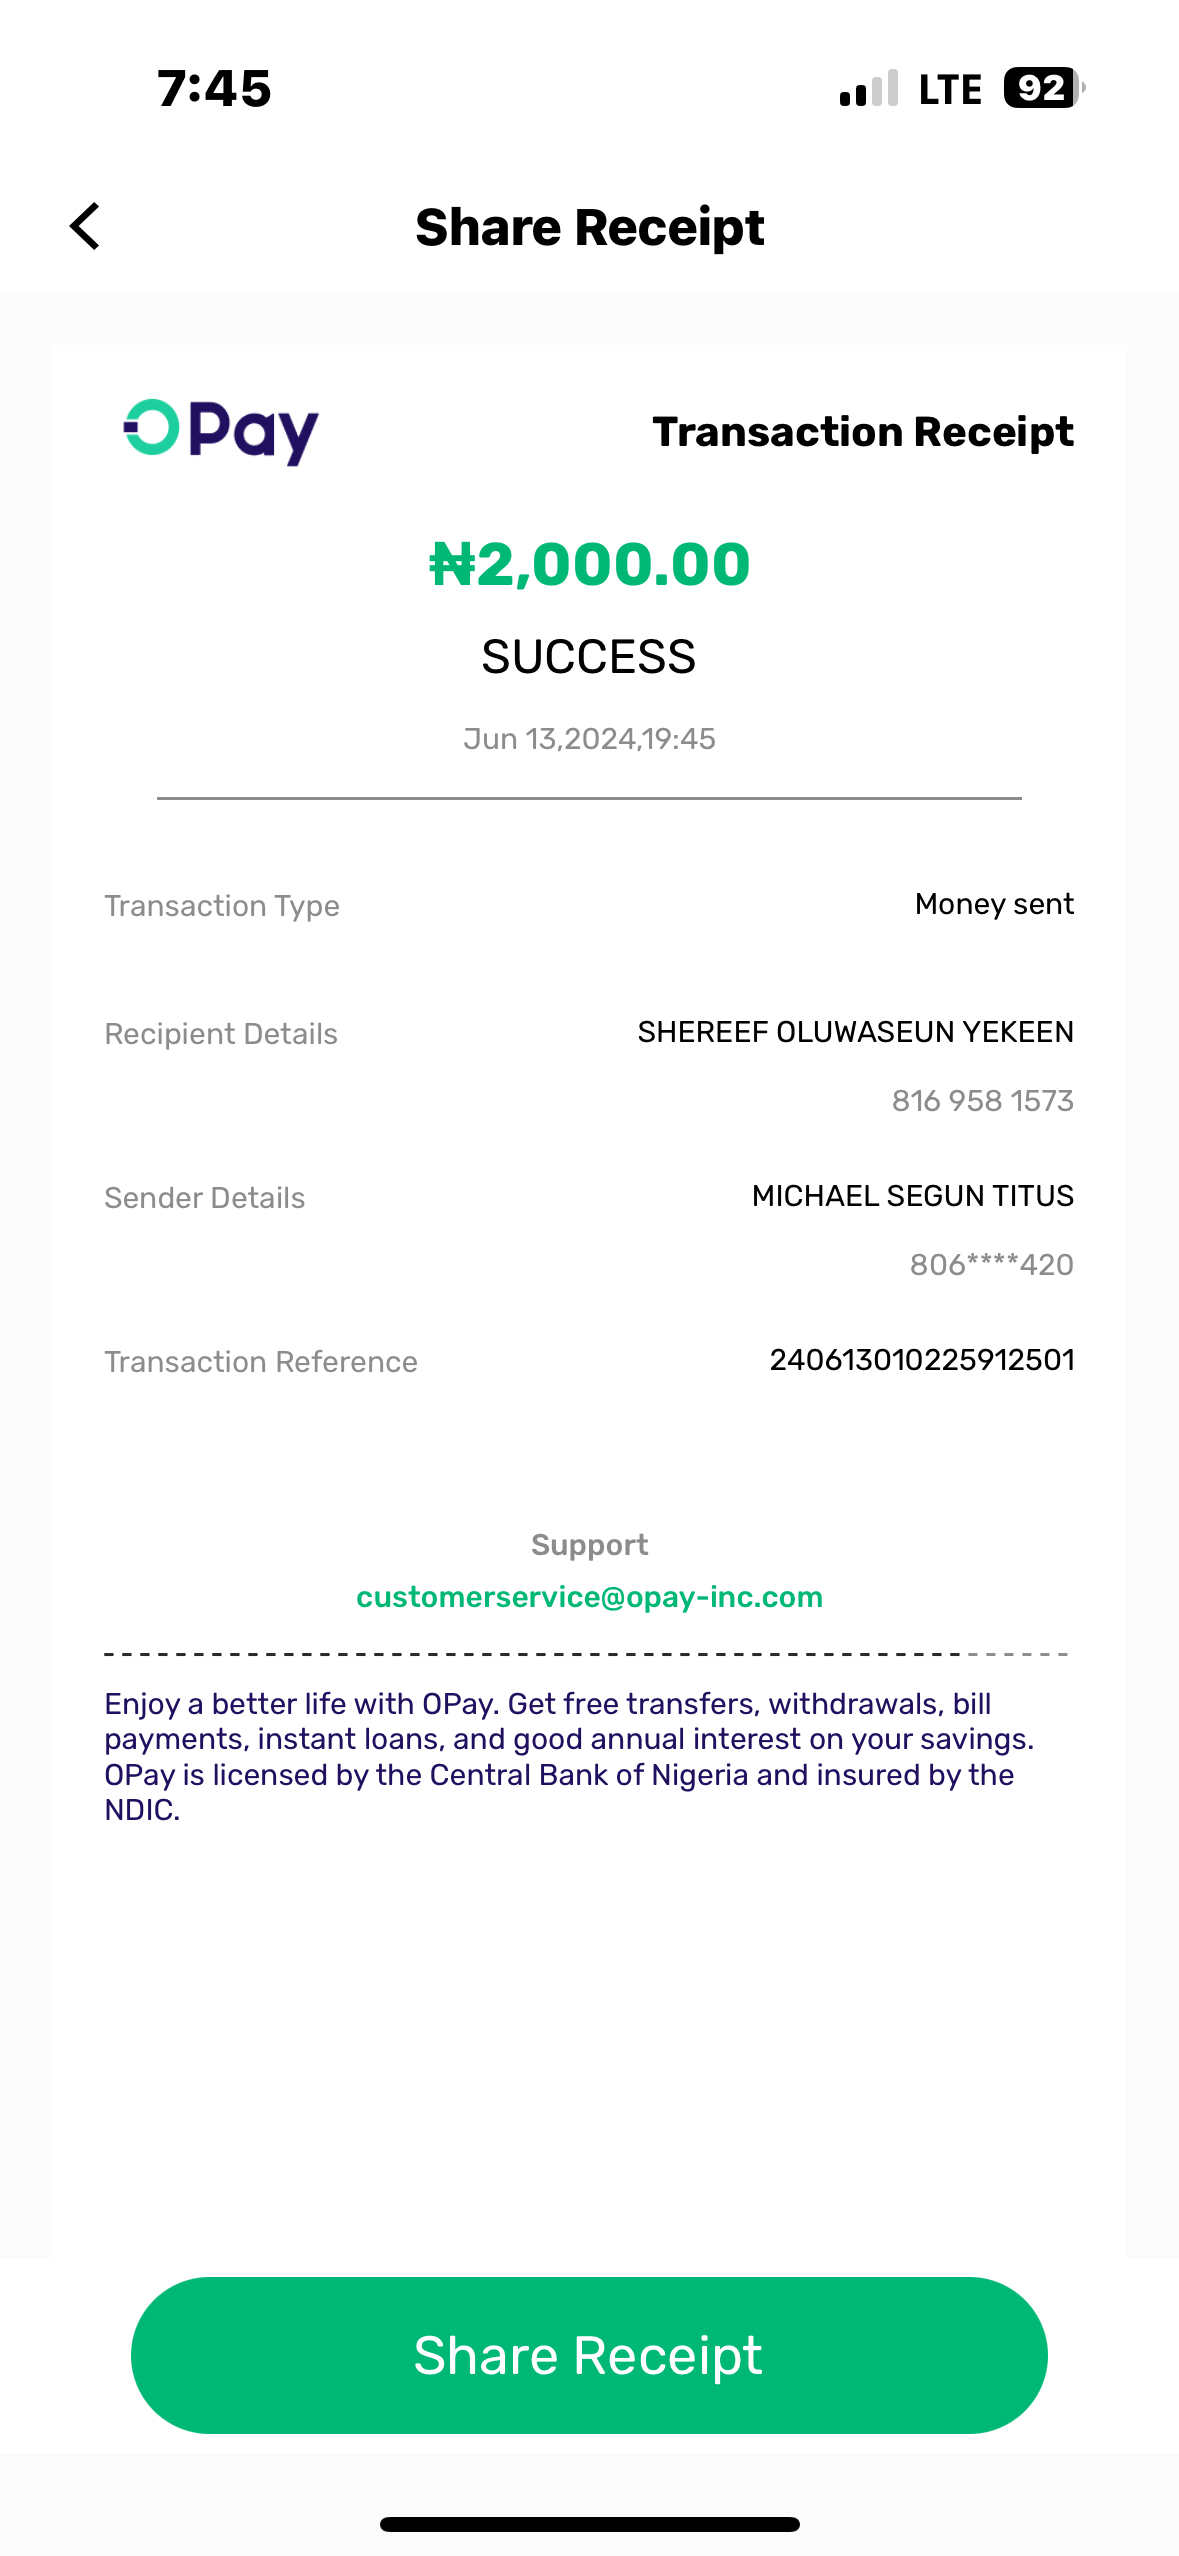 7:45
LTE 92
Share Receipt
OPay
Transaction Receipt
₦2,000.00
SUCCESS
Jun 13,2024,19:45
Transaction Type
Money sent
Recipient Details
SHEREEF OLUWASEUN YEKEEN
816 958 1573
Sender Details
MICHAEL SEGUN TITUS
806****420
Transaction Reference
240613010225912501
Support
customerservice@opay-inc.com
Enjoy a better life with OPay. Get free transfers, withdrawals, bill
payments, instant loans, and good annual interest on your savings.
OPay is licensed by the Central Bank of Nigeria and insured by the
NDIC.
Share Receipt